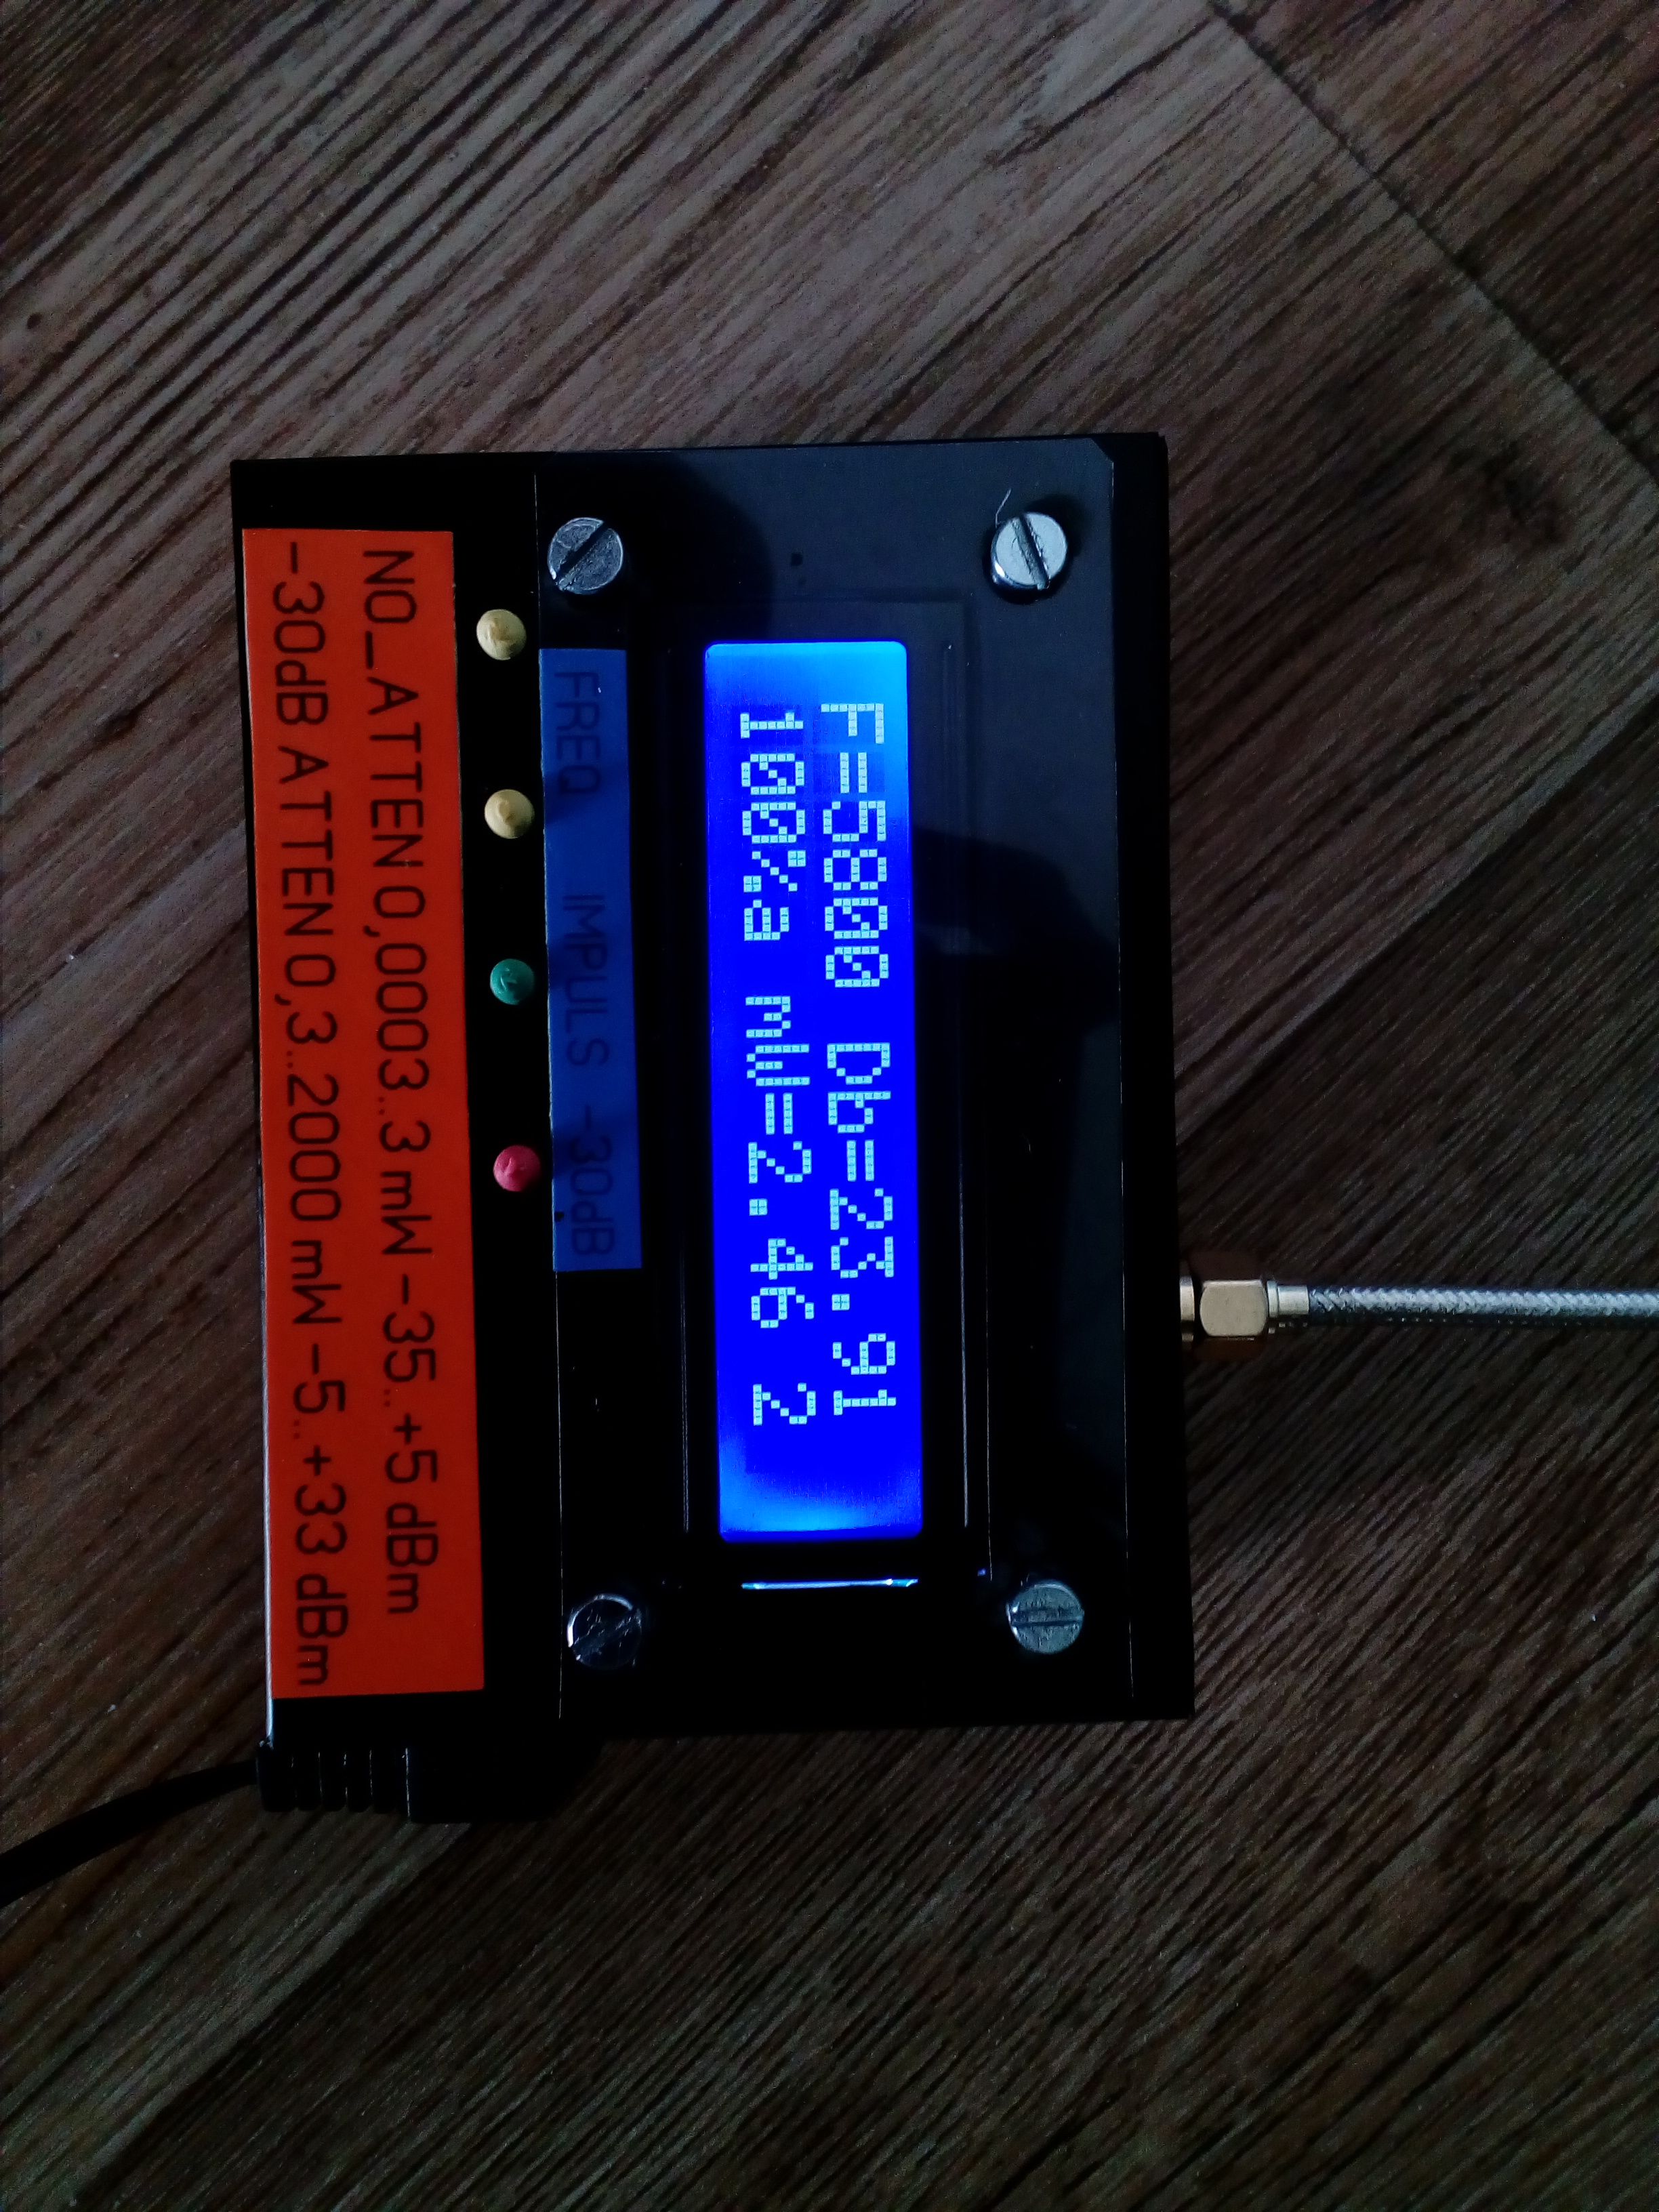 F=5800 Db=23.91
100%a mW=2.46 2
FREQ IMPULS -30dB
NO_ATTEN 0,0003..3 mW -35..+5 dBm
-30dB ATTEN 0,3..2000 mW -5..+33 dBm